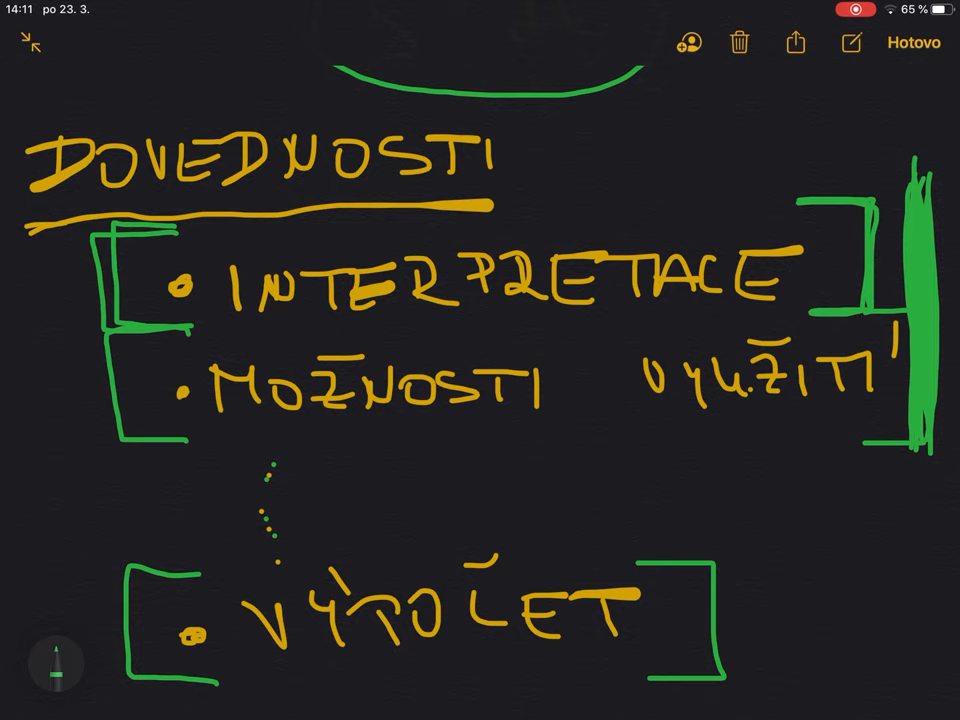 14:11 po 23. 3. 65 %
Hotovo
DOVEDNOSTI
• INTERPRETACE
• MOŽNOSTI VYUŽITÍ
• VÝPOČET